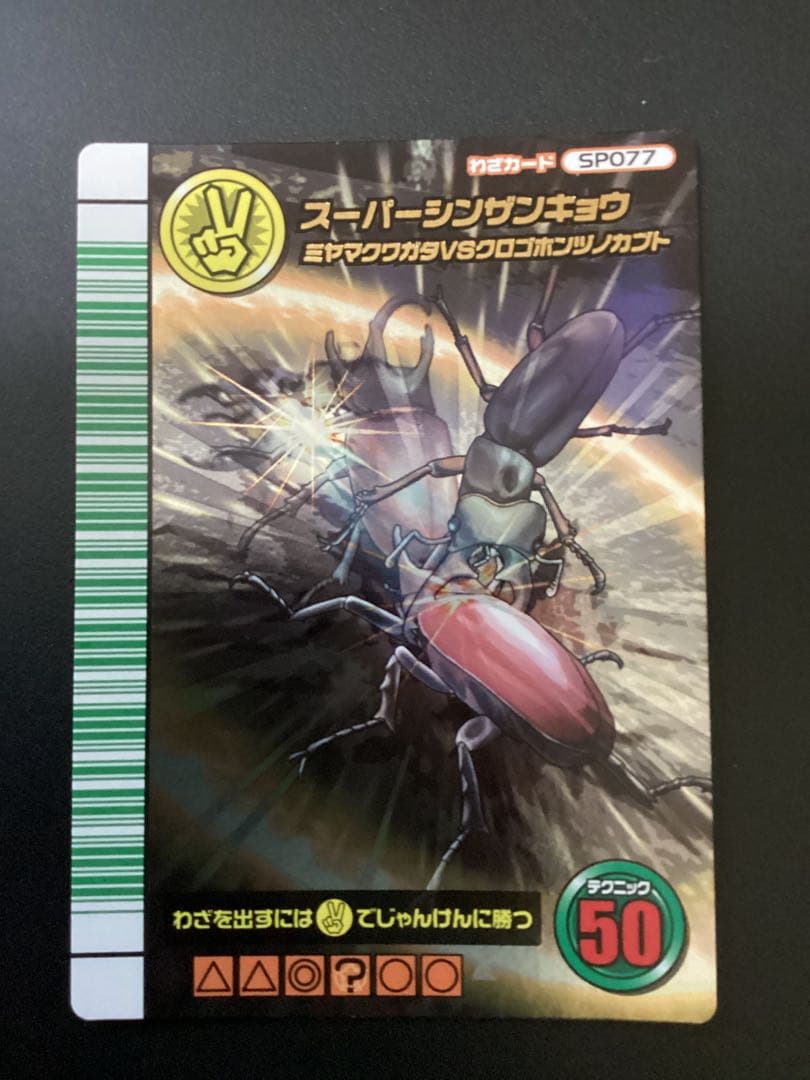 わざカード SP077
スーパーシンザンキョウ
ミヤマクワガタVSクロゴホンツノカブト
わざを出すには でじゃんけんに勝つ
テクニック
50
△△◎?○○